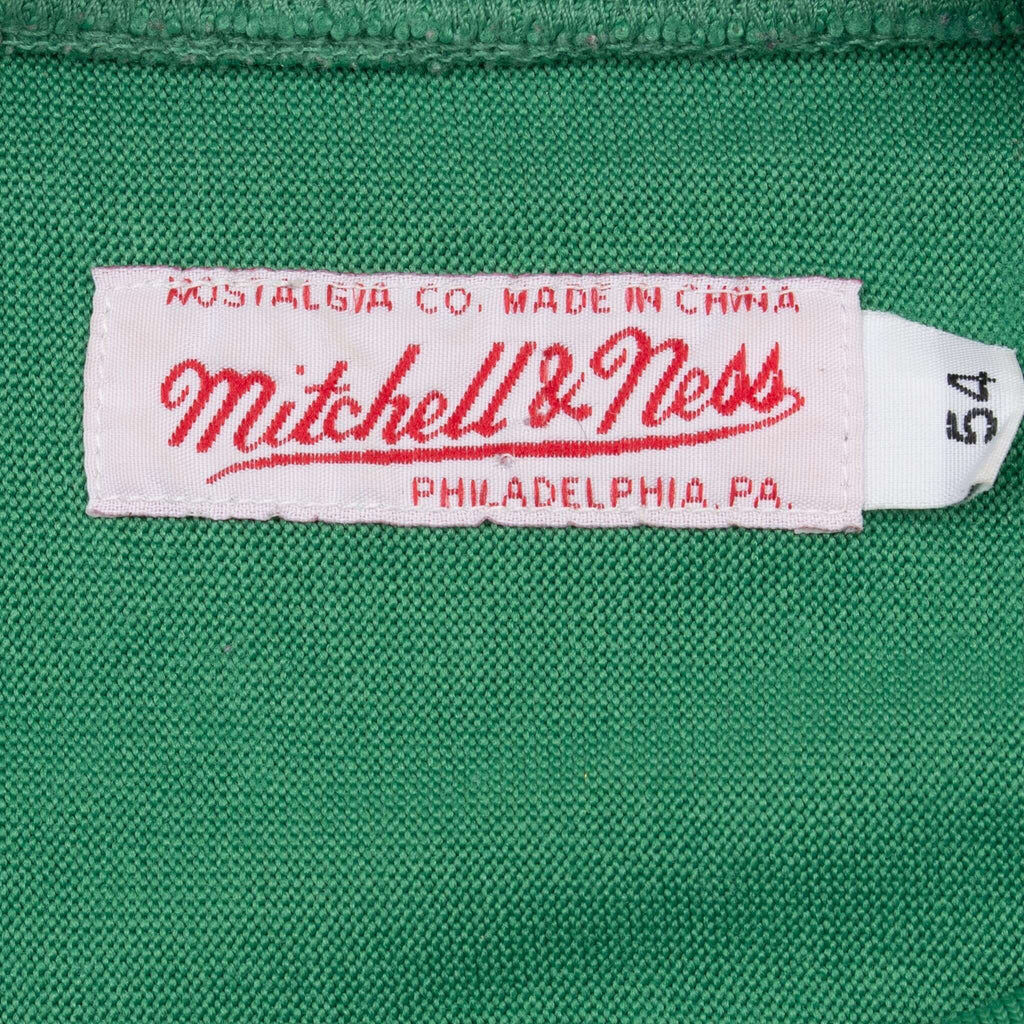 NOSTALGIA CO. MADE IN CHINA
Mitchell & Ness
PHILADELPHIA, PA.
54